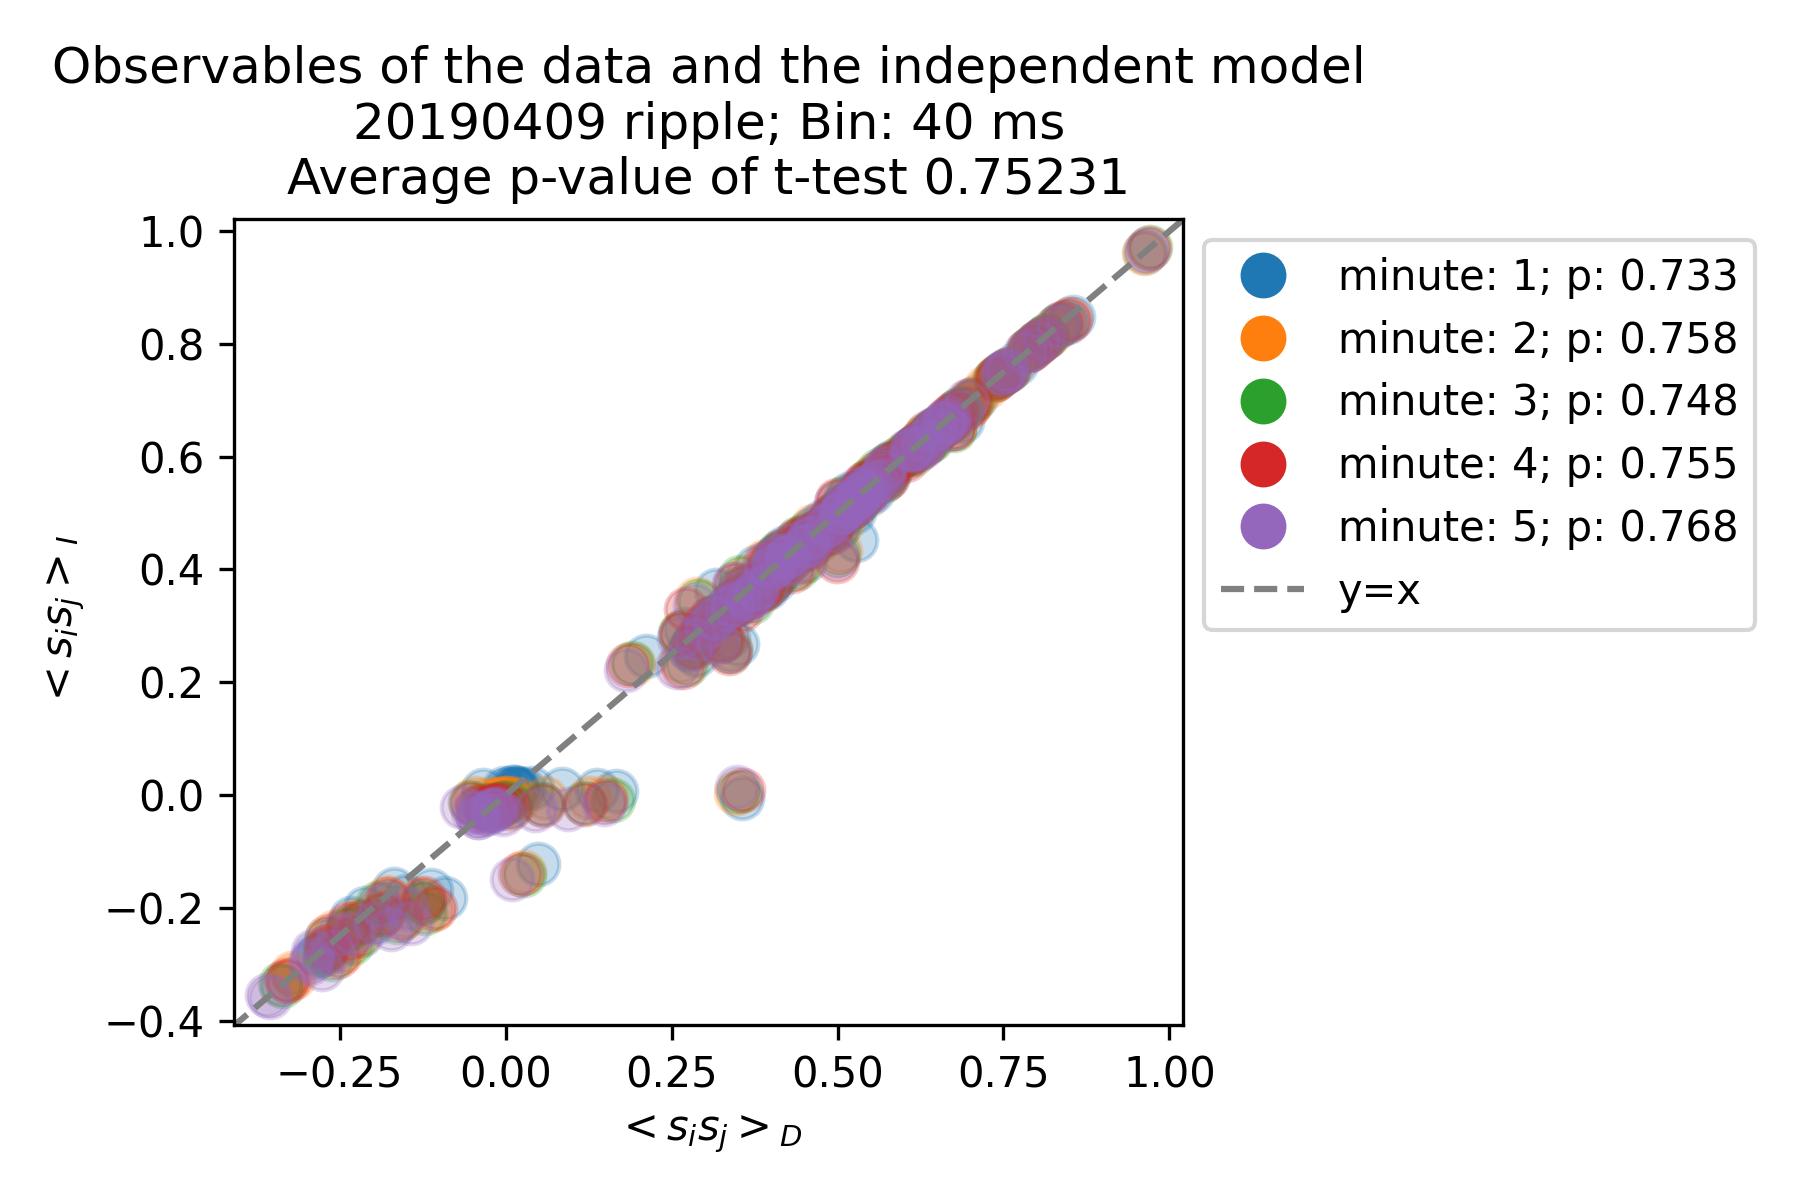 Observables of the data and the independent model
20190409 ripple; Bin: 40 ms
Average p-value of t-test 0.75231
1.0
0.8
0.6
0.4
0.2
0.0
−0.2
−0.4
< s_i s_j >_I
−0.25 0.00 0.25 0.50 0.75 1.00
< s_i s_j >_D
minute: 1; p: 0.733
minute: 2; p: 0.758
minute: 3; p: 0.748
minute: 4; p: 0.755
minute: 5; p: 0.768
y=x